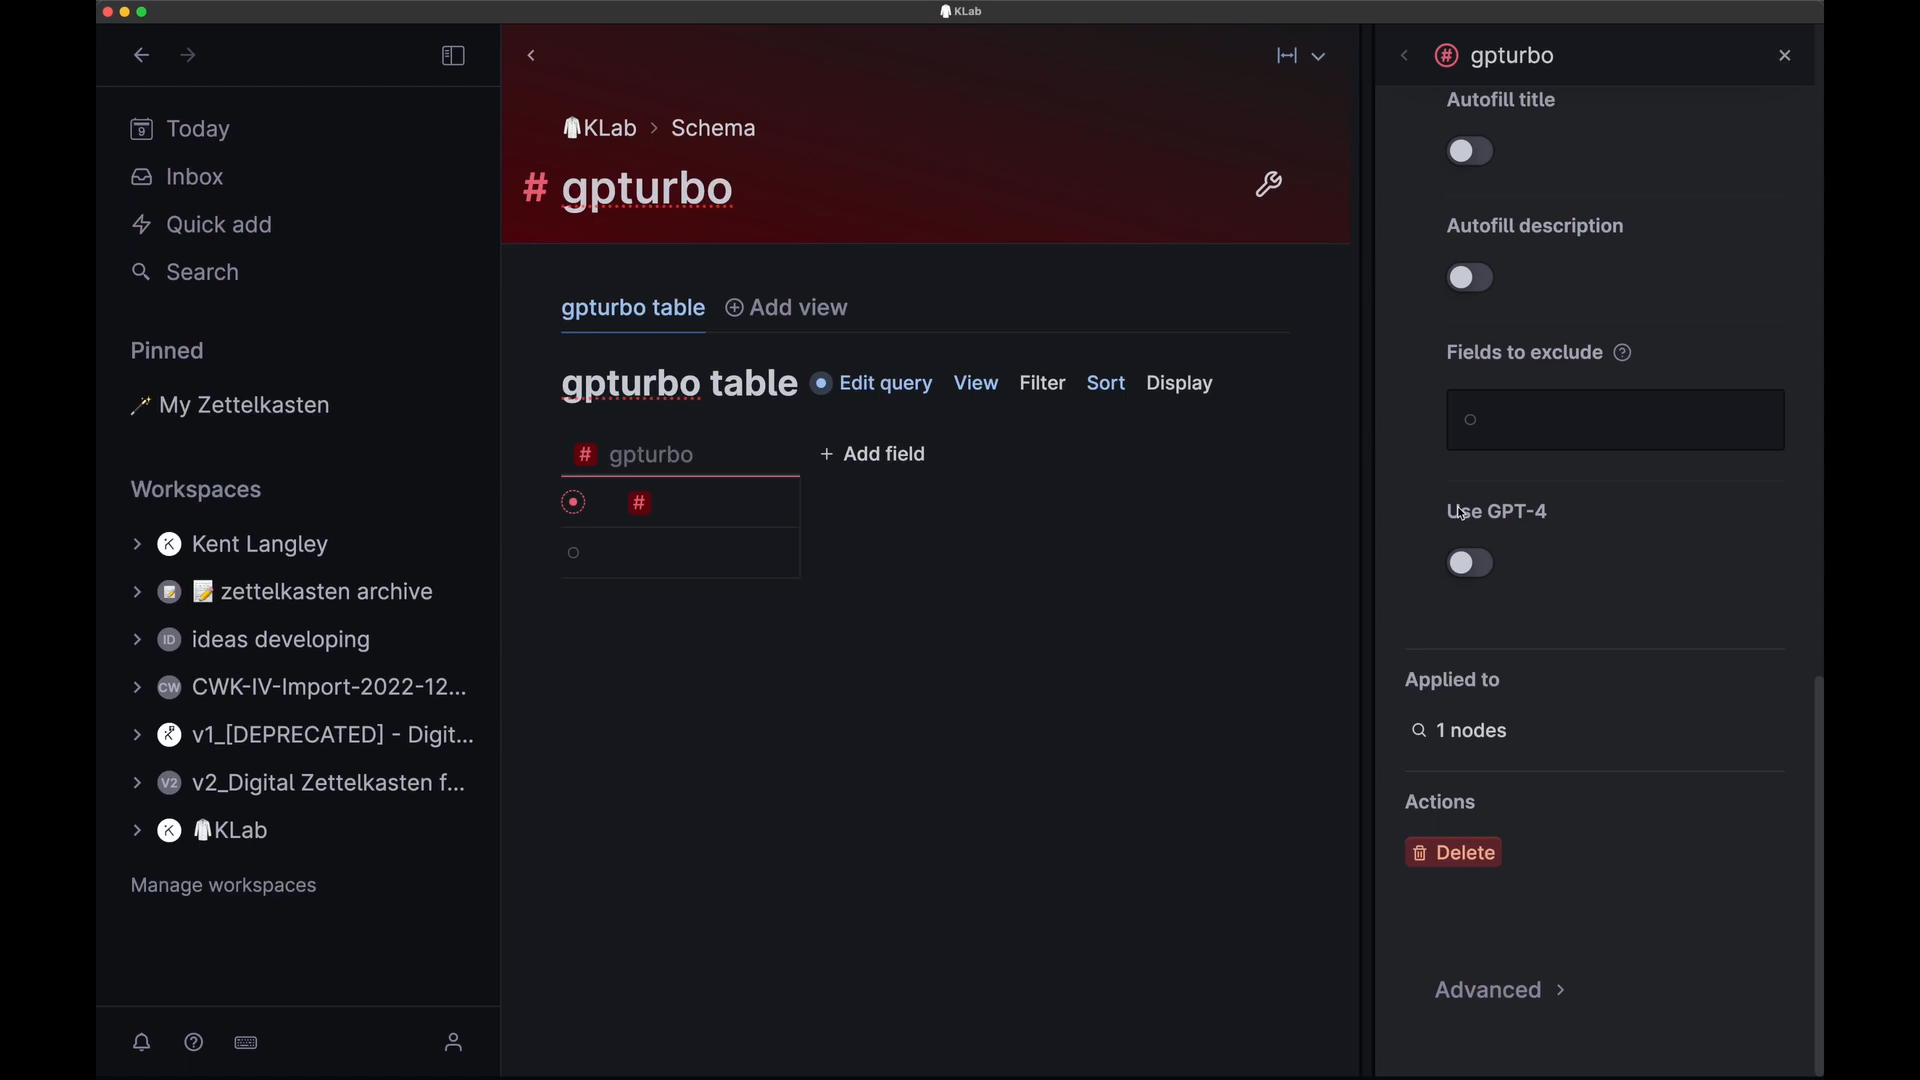 KLab
Today
Inbox
Quick add
Search
Pinned
My Zettelkasten
Workspaces
Kent Langley
zettelkasten archive
ID ideas developing
CW CWK-IV-Import-2022-12...
v1_[DEPRECATED] - Digit...
V2 v2_Digital Zettelkasten f...
KLab
Manage workspaces
KLab > Schema
# gpturbo
gpturbo table Add view
gpturbo table Edit query View Filter Sort Display
# gpturbo + Add field
#
# gpturbo
Autofill title
Autofill description
Fields to exclude ?
Use GPT-4
Applied to
1 nodes
Actions
Delete
Advanced >